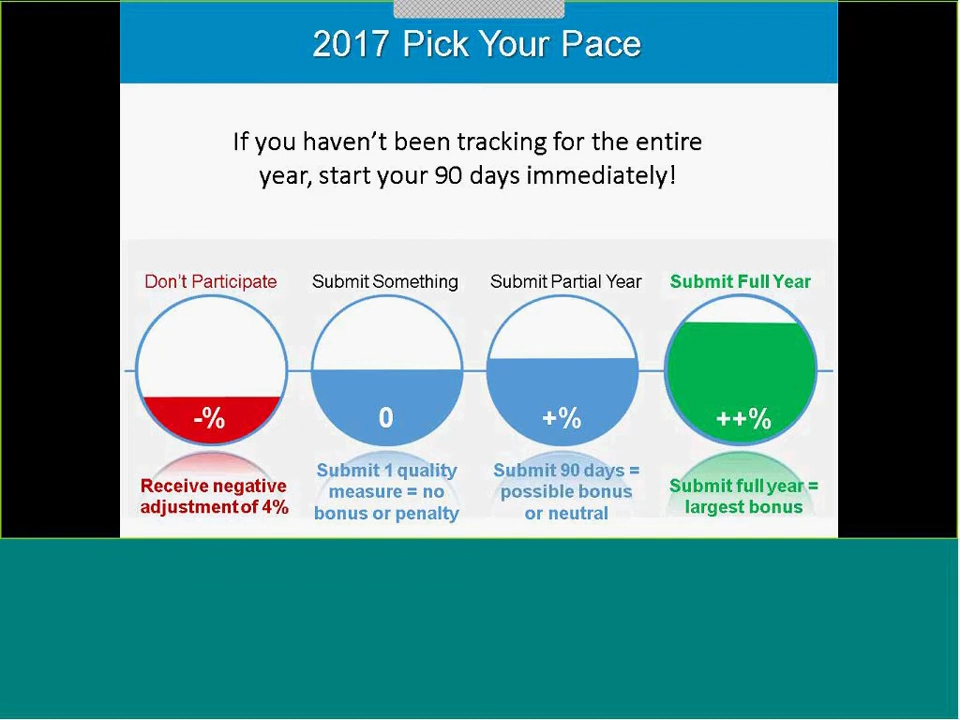 2017 Pick Your Pace
If you haven't been tracking for the entire
year, start your 90 days immediately!
Don't Participate
Submit Something
Submit Partial Year
Submit Full Year
-%
0
+%
++%
Receive negative
adjustment of 4%
Submit 1 quality
measure = no
bonus or penalty
Submit 90 days =
possible bonus
or neutral
Submit full year =
largest bonus